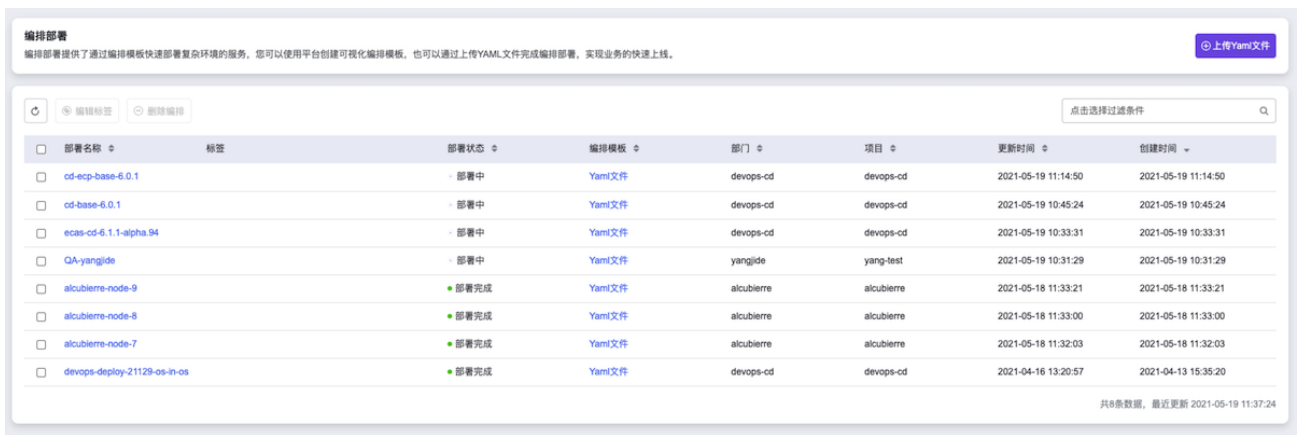 编排部署
编排部署提供了通过编排模板快速部署复杂环境的服务，您可以使用平台创建可视化编排模板，也可以通过上传YAML文件完成编排部署，实现业务的快速上线。
上传Yaml文件
编辑标签 删除编排 点击选择过滤条件
部署名称 标签 部署状态 编排模板 部门 项目 更新时间 创建时间
cd-ecp-base-6.0.1 部署中 Yaml文件 devops-cd devops-cd 2021-05-19 11:14:50 2021-05-19 11:14:50
cd-base-6.0.1 部署中 Yaml文件 devops-cd devops-cd 2021-05-19 10:45:24 2021-05-19 10:45:24
ecas-cd-6.1.1-alpha.94 部署中 Yaml文件 devops-cd devops-cd 2021-05-19 10:33:31 2021-05-19 10:33:31
QA-yangjide 部署中 Yaml文件 yangjide yang-test 2021-05-19 10:31:29 2021-05-19 10:31:29
alcubierre-node-9 部署完成 Yaml文件 alcubierre alcubierre 2021-05-18 11:33:21 2021-05-18 11:33:21
alcubierre-node-8 部署完成 Yaml文件 alcubierre alcubierre 2021-05-18 11:33:00 2021-05-18 11:33:00
alcubierre-node-7 部署完成 Yaml文件 alcubierre alcubierre 2021-05-18 11:32:03 2021-05-18 11:32:03
devops-deploy-21129-os-in-os 部署完成 Yaml文件 devops-cd devops-cd 2021-04-16 13:20:57 2021-04-13 15:35:20
共8条数据，最近更新 2021-05-19 11:37:24